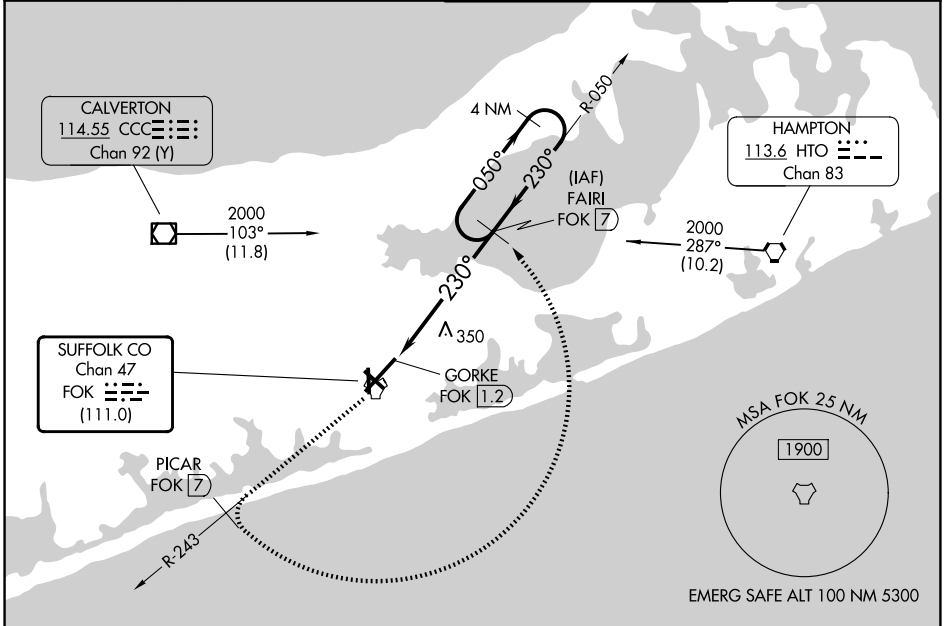 CALVERTON
114.55 CCC
Chan 92 (Y)
4 NM
R-050
HAMPTON
113.6 HTO
Chan 83
050°
230°
(IAF)
FAIRI
FOK 7
2000
103°
(11.8)
2000
287°
(10.2)
230°
350
SUFFOLK CO
Chan 47
FOK
(111.0)
GORKE
FOK 1.2
PICAR
FOK 7
R-243
MSA FOK 25 NM
1900
EMERG SAFE ALT 100 NM 5300